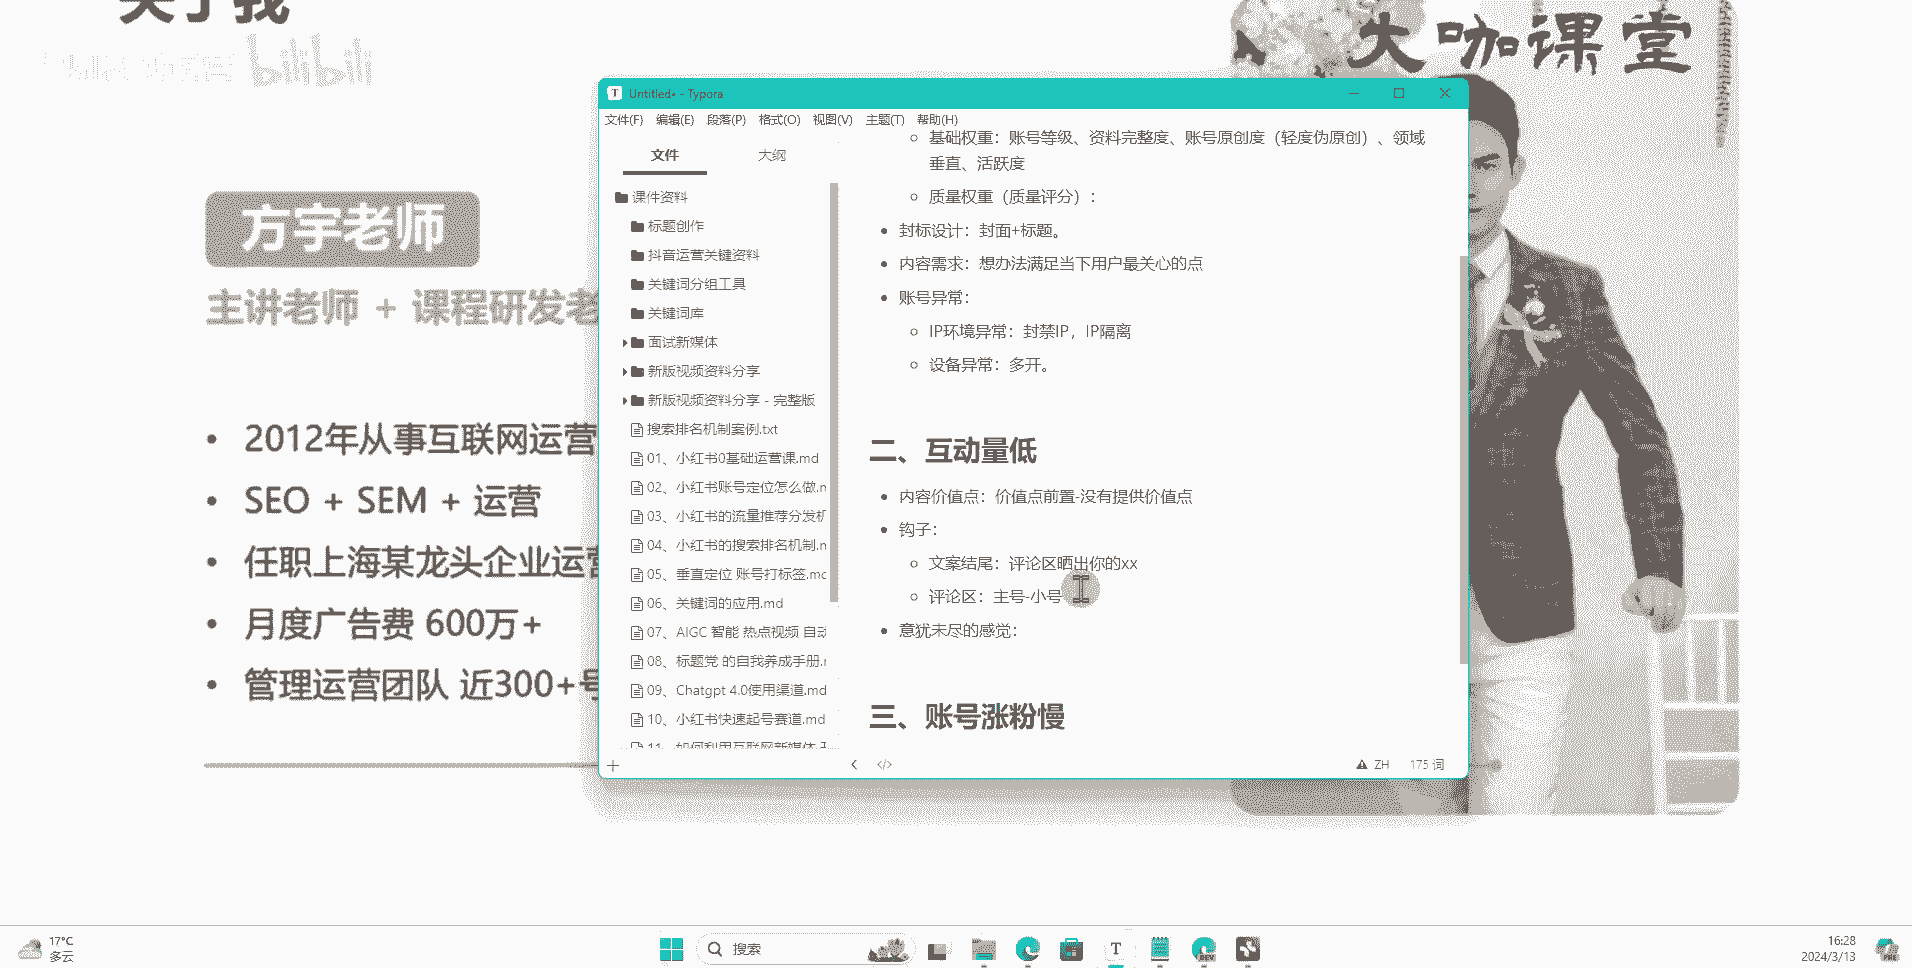 关于我
bilibili
大咖课堂
方宇老师
主讲老师 + 课程研发老
• 2012年从事互联网运营
• SEO + SEM + 运营
• 任职上海某龙头企业运营
• 月度广告费 600万+
• 管理运营团队 近300+号
Untitled• - Typora
文件(F) 编辑(E) 段落(P) 格式(O) 视图(V) 主题(T) 帮助(H)
文件 大纲
课件资料
标题创作
抖音运营关键资料
关键词分组工具
关键词库
面试新媒体
新版视频资料分享
新版视频资料分享 - 完整版
搜索排名机制案例.txt
01、小红书0基础运营课.md
02、小红书账号定位怎么做.m
03、小红书的流量推荐分发机
04、小红书的搜索排名机制.m
05、垂直定位 账号打标签.md
06、关键词的应用.md
07、AIGC 智能 热点视频 自动
08、标题党 的自我养成手册.m
09、Chatgpt 4.0使用渠道.md
10、小红书快速起号赛道.md
11、如何利用互联网新媒体
基础权重：账号等级、资料完整度、账号原创度（轻度伪原创）、领域
垂直、活跃度
质量权重（质量评分）：
• 封标设计：封面+标题。
• 内容需求：想办法满足当下用户最关心的点
• 账号异常：
IP环境异常：封禁IP，IP隔离
设备异常：多开。
二、互动量低
• 内容价值点：价值点前置-没有提供价值点
• 钩子：
文案结尾：评论区晒出你的xx
评论区：主号-小号
• 意犹未尽的感觉：
三、账号涨粉慢
ZH 175 词
17°C
多云
搜索
T
DEV
16:28
2024/3/13
PRE